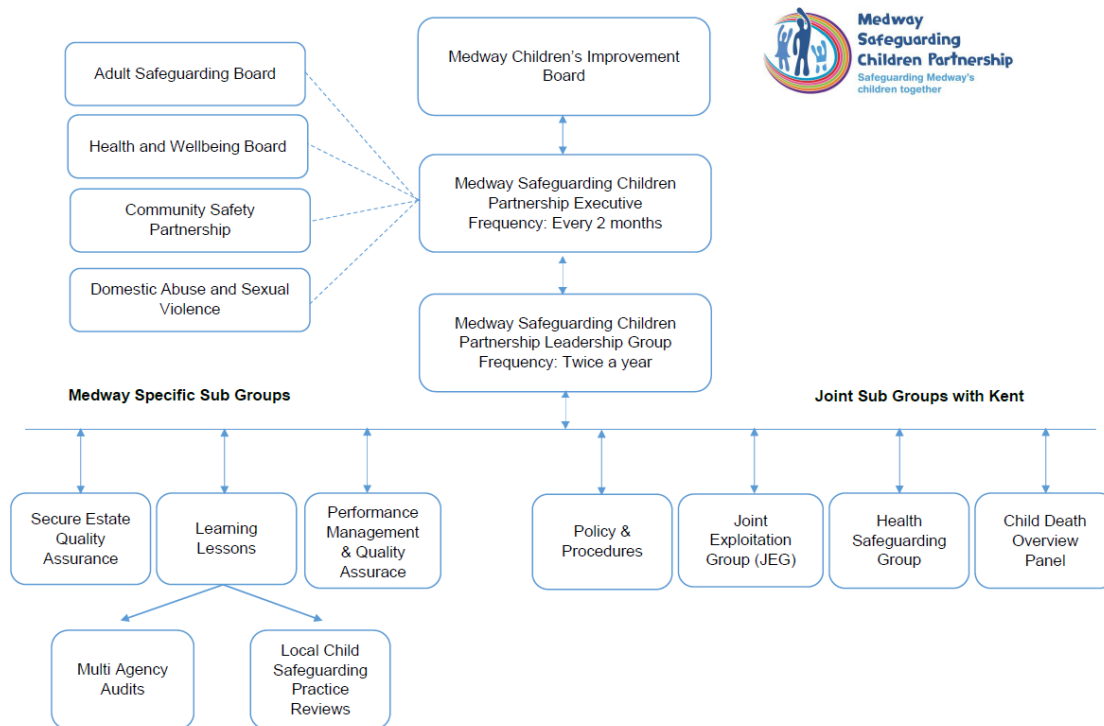 Medway
Safeguarding
Children Partnership
Safeguarding Medway's
children together
Medway Children's Improvement
Board
Adult Safeguarding Board
Health and Wellbeing Board
Community Safety
Partnership
Domestic Abuse and Sexual
Violence
Medway Safeguarding Children
Partnership Executive
Frequency: Every 2 months
Medway Safeguarding Children
Partnership Leadership Group
Frequency: Twice a year
Medway Specific Sub Groups
Joint Sub Groups with Kent
Secure Estate
Quality
Assurance
Learning
Lessons
Performance
Management
& Quality
Assurace
Policy &
Procedures
Joint
Exploitation
Group (JEG)
Health
Safeguarding
Group
Child Death
Overview
Panel
Multi Agency
Audits
Local Child
Safeguarding
Practice
Reviews